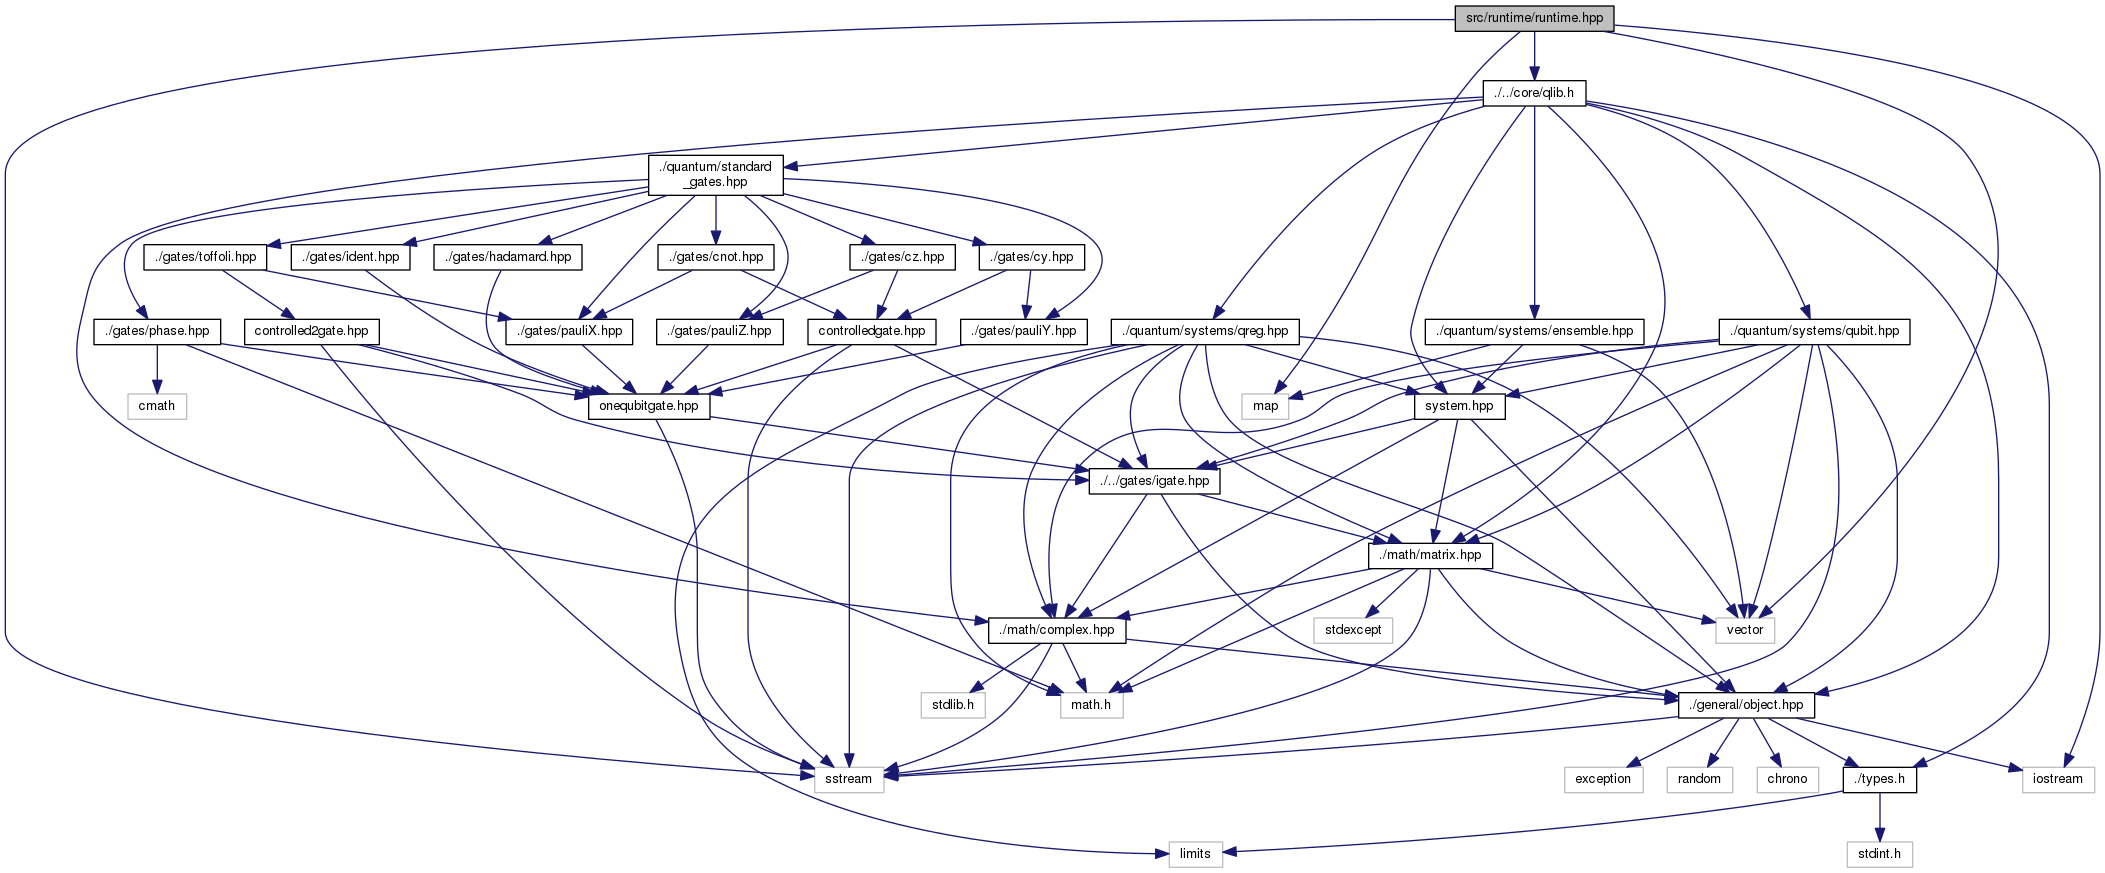 src/runtime/runtime.hpp
./../core/qlib.h
./quantum/standard
_gates.hpp
./gates/toffoli.hpp
./gates/ident.hpp
./gates/hadamard.hpp
./gates/cnot.hpp
./gates/cz.hpp
./gates/cy.hpp
./gates/phase.hpp
controlled2gate.hpp
./gates/pauliX.hpp
./gates/pauliZ.hpp
controlledgate.hpp
./gates/pauliY.hpp
./quantum/systems/qreg.hpp
./quantum/systems/ensemble.hpp
./quantum/systems/qubit.hpp
cmath
onequbitgate.hpp
map
system.hpp
./../gates/igate.hpp
./math/matrix.hpp
./math/complex.hpp
stdexcept
vector
stdlib.h
math.h
./general/object.hpp
sstream
exception
random
chrono
./types.h
iostream
limits
stdint.h